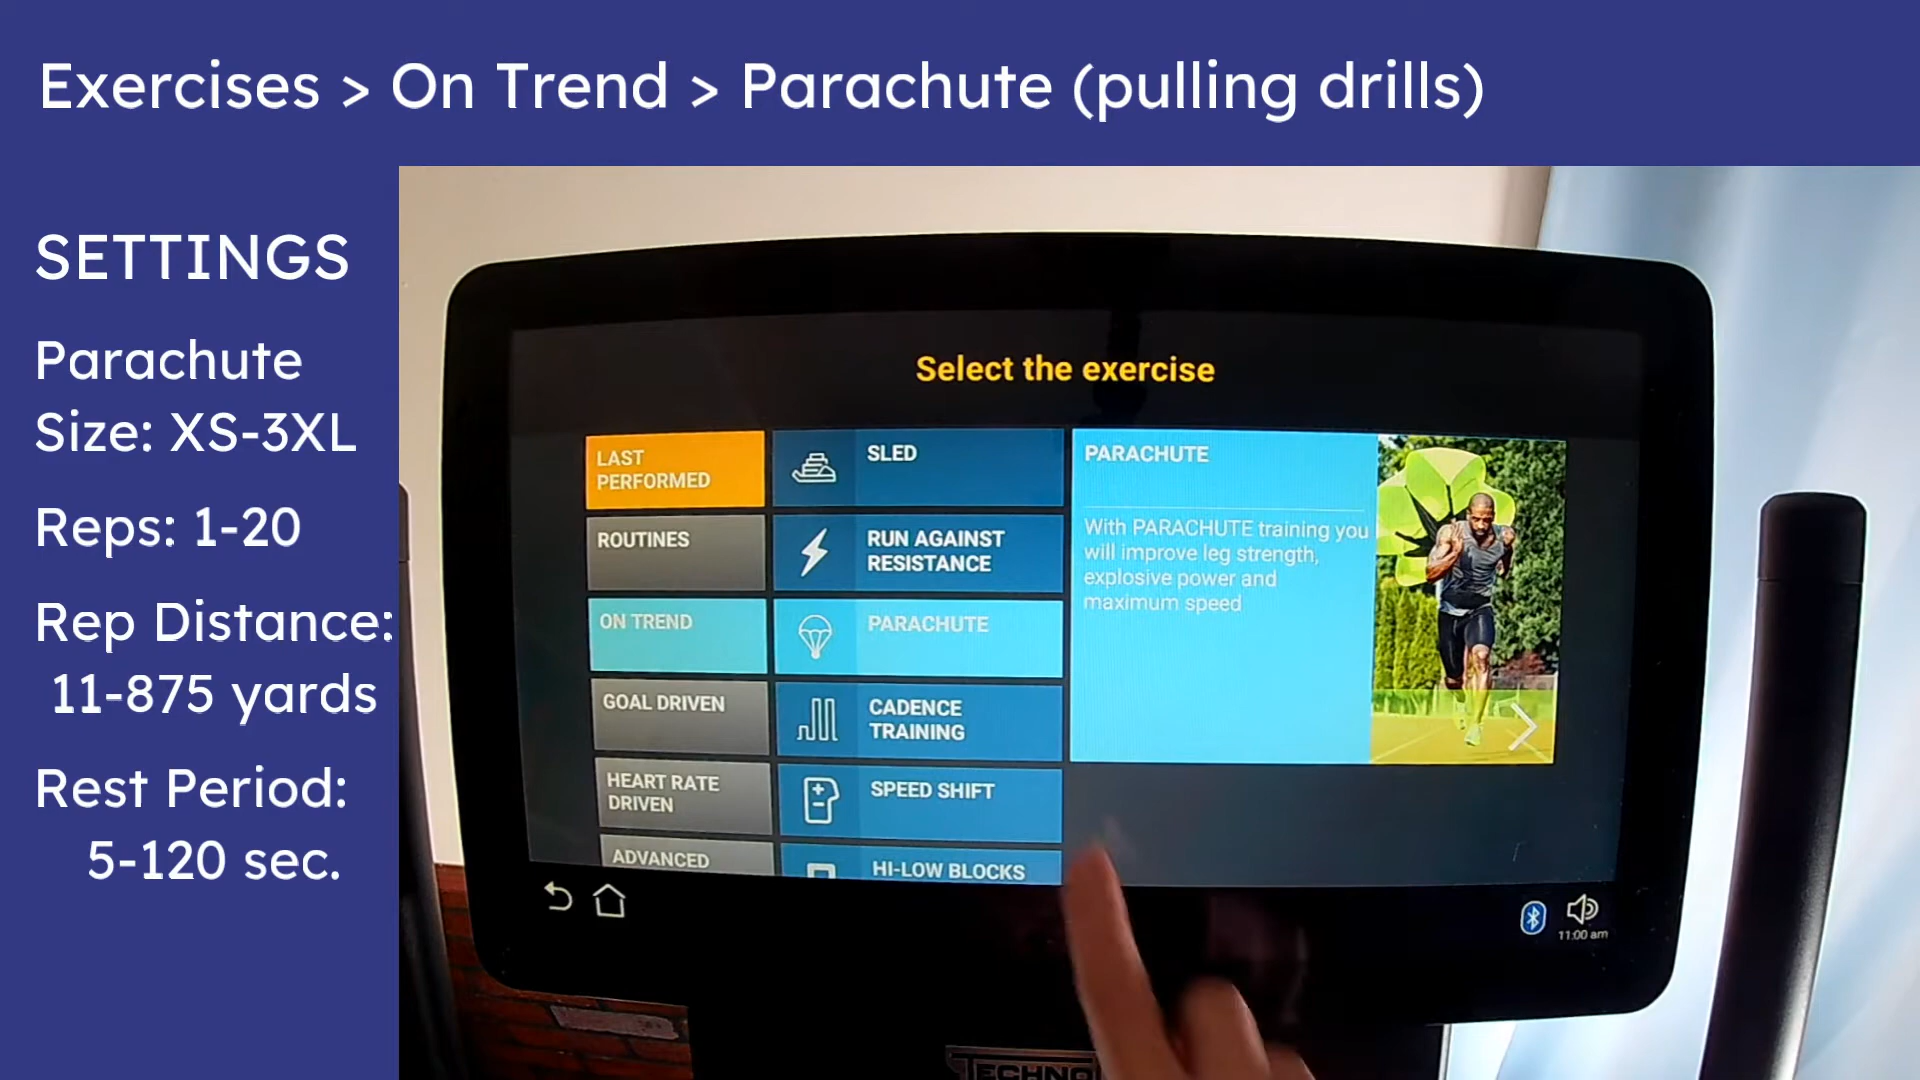 Exercises > On Trend > Parachute (pulling drills)
SETTINGS
Parachute
Size: XS-3XL
Reps: 1-20
Rep Distance:
11-875 yards
Rest Period:
5-120 sec.
Select the exercise
LAST
PERFORMED
ROUTINES
ON TREND
GOAL DRIVEN
HEART RATE
DRIVEN
ADVANCED
SLED
RUN AGAINST
RESISTANCE
PARACHUTE
CADENCE
TRAINING
SPEED SHIFT
HI-LOW BLOCKS
PARACHUTE
With PARACHUTE training you
will improve leg strength,
explosive power and
maximum speed
11:00 am